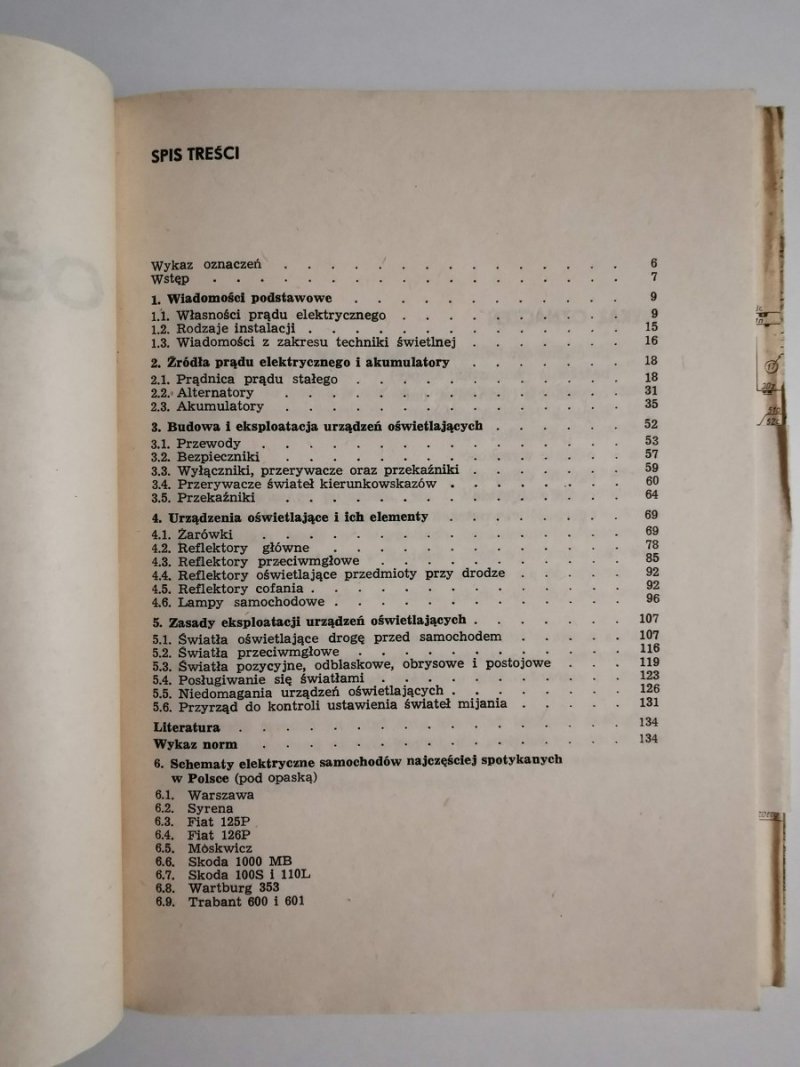 SPIS TREŚCI
Wykaz oznaczeń . . . . . . . . . . . . . . . 6
Wstęp . . . . . . . . . . . . . . . . . . 7
1. Wiadomości podstawowe . . . . . . . . . . . . 9
1.1. Własności prądu elektrycznego . . . . . . . . . . 9
1.2. Rodzaje instalacji . . . . . . . . . . . . . . 15
1.3. Wiadomości z zakresu techniki świetlnej . . . . . . . 16
2. Źródła prądu elektrycznego i akumulatory . . . . . . . 18
2.1. Prądnica prądu stałego . . . . . . . . . . . . 18
2.2. Alternatory . . . . . . . . . . . . . . . 31
2.3. Akumulatory . . . . . . . . . . . . . . . 35
3. Budowa i eksploatacja urządzeń oświetlających . . . . . . 52
3.1. Przewody . . . . . . . . . . . . . . . . 53
3.2. Bezpieczniki . . . . . . . . . . . . . . . 57
3.3. Wyłączniki, przerywacze oraz przekaźniki . . . . . . . 59
3.4. Przerywacze świateł kierunkowskazów . . . . . . . . 60
3.5. Przekaźniki . . . . . . . . . . . . . . . 64
4. Urządzenia oświetlające i ich elementy . . . . . . . . 69
4.1. Żarówki . . . . . . . . . . . . . . . . 69
4.2. Reflektory główne . . . . . . . . . . . . . 78
4.3. Reflektory przeciwmgłowe . . . . . . . . . . . 85
4.4. Reflektory oświetlające przedmioty przy drodze . . . . . 92
4.5. Reflektory cofania . . . . . . . . . . . . . . 92
4.6. Lampy samochodowe . . . . . . . . . . . . . 96
5. Zasady eksploatacji urządzeń oświetlających . . . . . . . 107
5.1. Światła oświetlające drogę przed samochodem . . . . . 107
5.2. Światła przeciwmgłowe . . . . . . . . . . . . 116
5.3. Światła pozycyjne, odblaskowe, obrysowe i postojowe . . . 119
5.4. Posługiwanie się światłami . . . . . . . . . . . 123
5.5. Niedomagania urządzeń oświetlających . . . . . . . . 126
5.6. Przyrząd do kontroli ustawienia świateł mijania . . . . . 131
Literatura . . . . . . . . . . . . . . . . . 134
Wykaz norm . . . . . . . . . . . . . . . . 134
6. Schematy elektryczne samochodów najczęściej spotykanych
w Polsce (pod opaską)
6.1. Warszawa
6.2. Syrena
6.3. Fiat 125P
6.4. Fiat 126P
6.5. Moskwicz
6.6. Skoda 1000 MB
6.7. Skoda 100S i 110L
6.8. Wartburg 353
6.9. Trabant 600 i 601